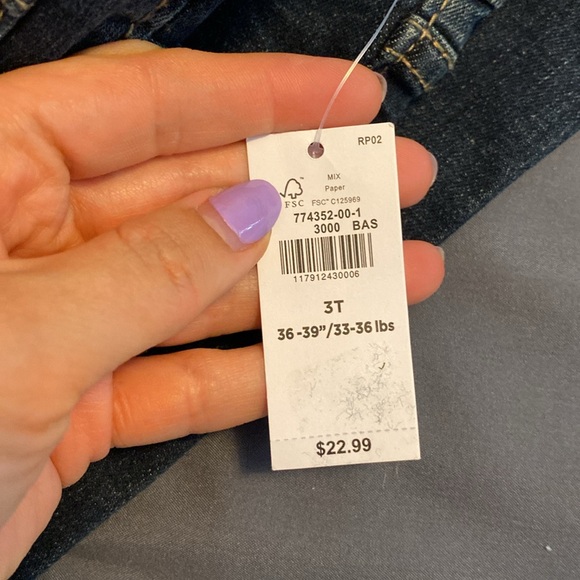 RP02
MIX
Paper
FSC® C125969
FSC™
774352-00-1
3000 BAS
117912430006
3T
36-39"/33-36 lbs
$22.99